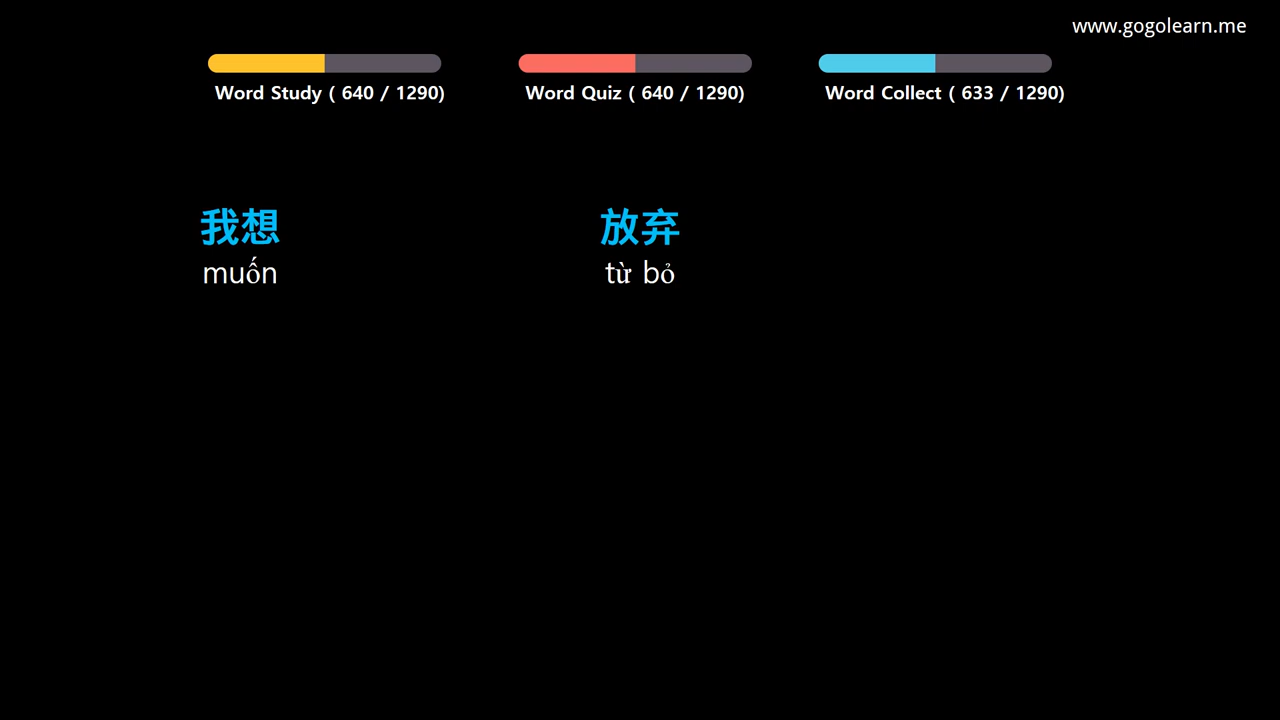 www.gogolearn.me
Word Study ( 640 / 1290)
Word Quiz ( 640 / 1290)
Word Collect ( 633 / 1290)
我想
muốn
放弃
từ bỏ